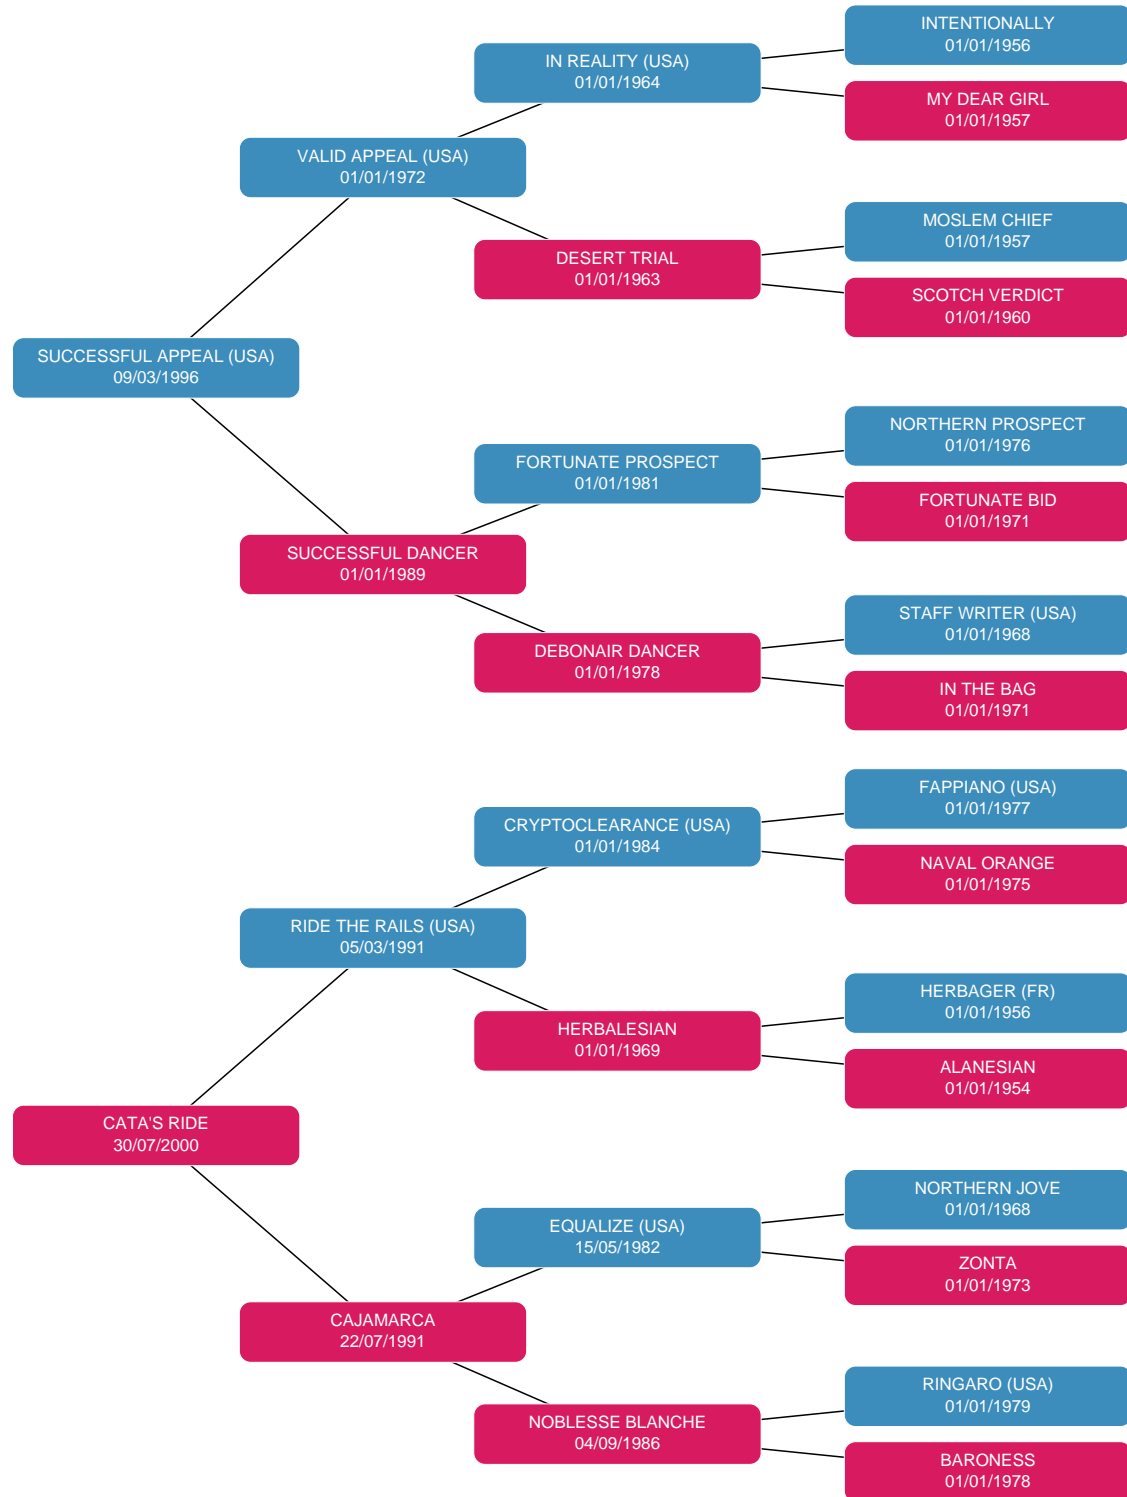 INTENTIONALLY
01/01/1956
IN REALITY (USA)
01/01/1964
MY DEAR GIRL
01/01/1957
VALID APPEAL (USA)
01/01/1972
MOSLEM CHIEF
01/01/1957
DESERT TRIAL
01/01/1963
SCOTCH VERDICT
01/01/1960
SUCCESSFUL APPEAL (USA)
09/03/1996
NORTHERN PROSPECT
01/01/1976
FORTUNATE PROSPECT
01/01/1981
FORTUNATE BID
01/01/1971
SUCCESSFUL DANCER
01/01/1989
STAFF WRITER (USA)
01/01/1968
DEBONAIR DANCER
01/01/1978
IN THE BAG
01/01/1971
FAPPIANO (USA)
01/01/1977
CRYPTOCLEARANCE (USA)
01/01/1984
NAVAL ORANGE
01/01/1975
RIDE THE RAILS (USA)
05/03/1991
HERBAGER (FR)
01/01/1956
HERBALESIAN
01/01/1969
ALANESIAN
01/01/1954
CATA'S RIDE
30/07/2000
NORTHERN JOVE
01/01/1968
EQUALIZE (USA)
15/05/1982
ZONTA
01/01/1973
CAJAMARCA
22/07/1991
RINGARO (USA)
01/01/1979
NOBLESSE BLANCHE
04/09/1986
BARONESS
01/01/1978